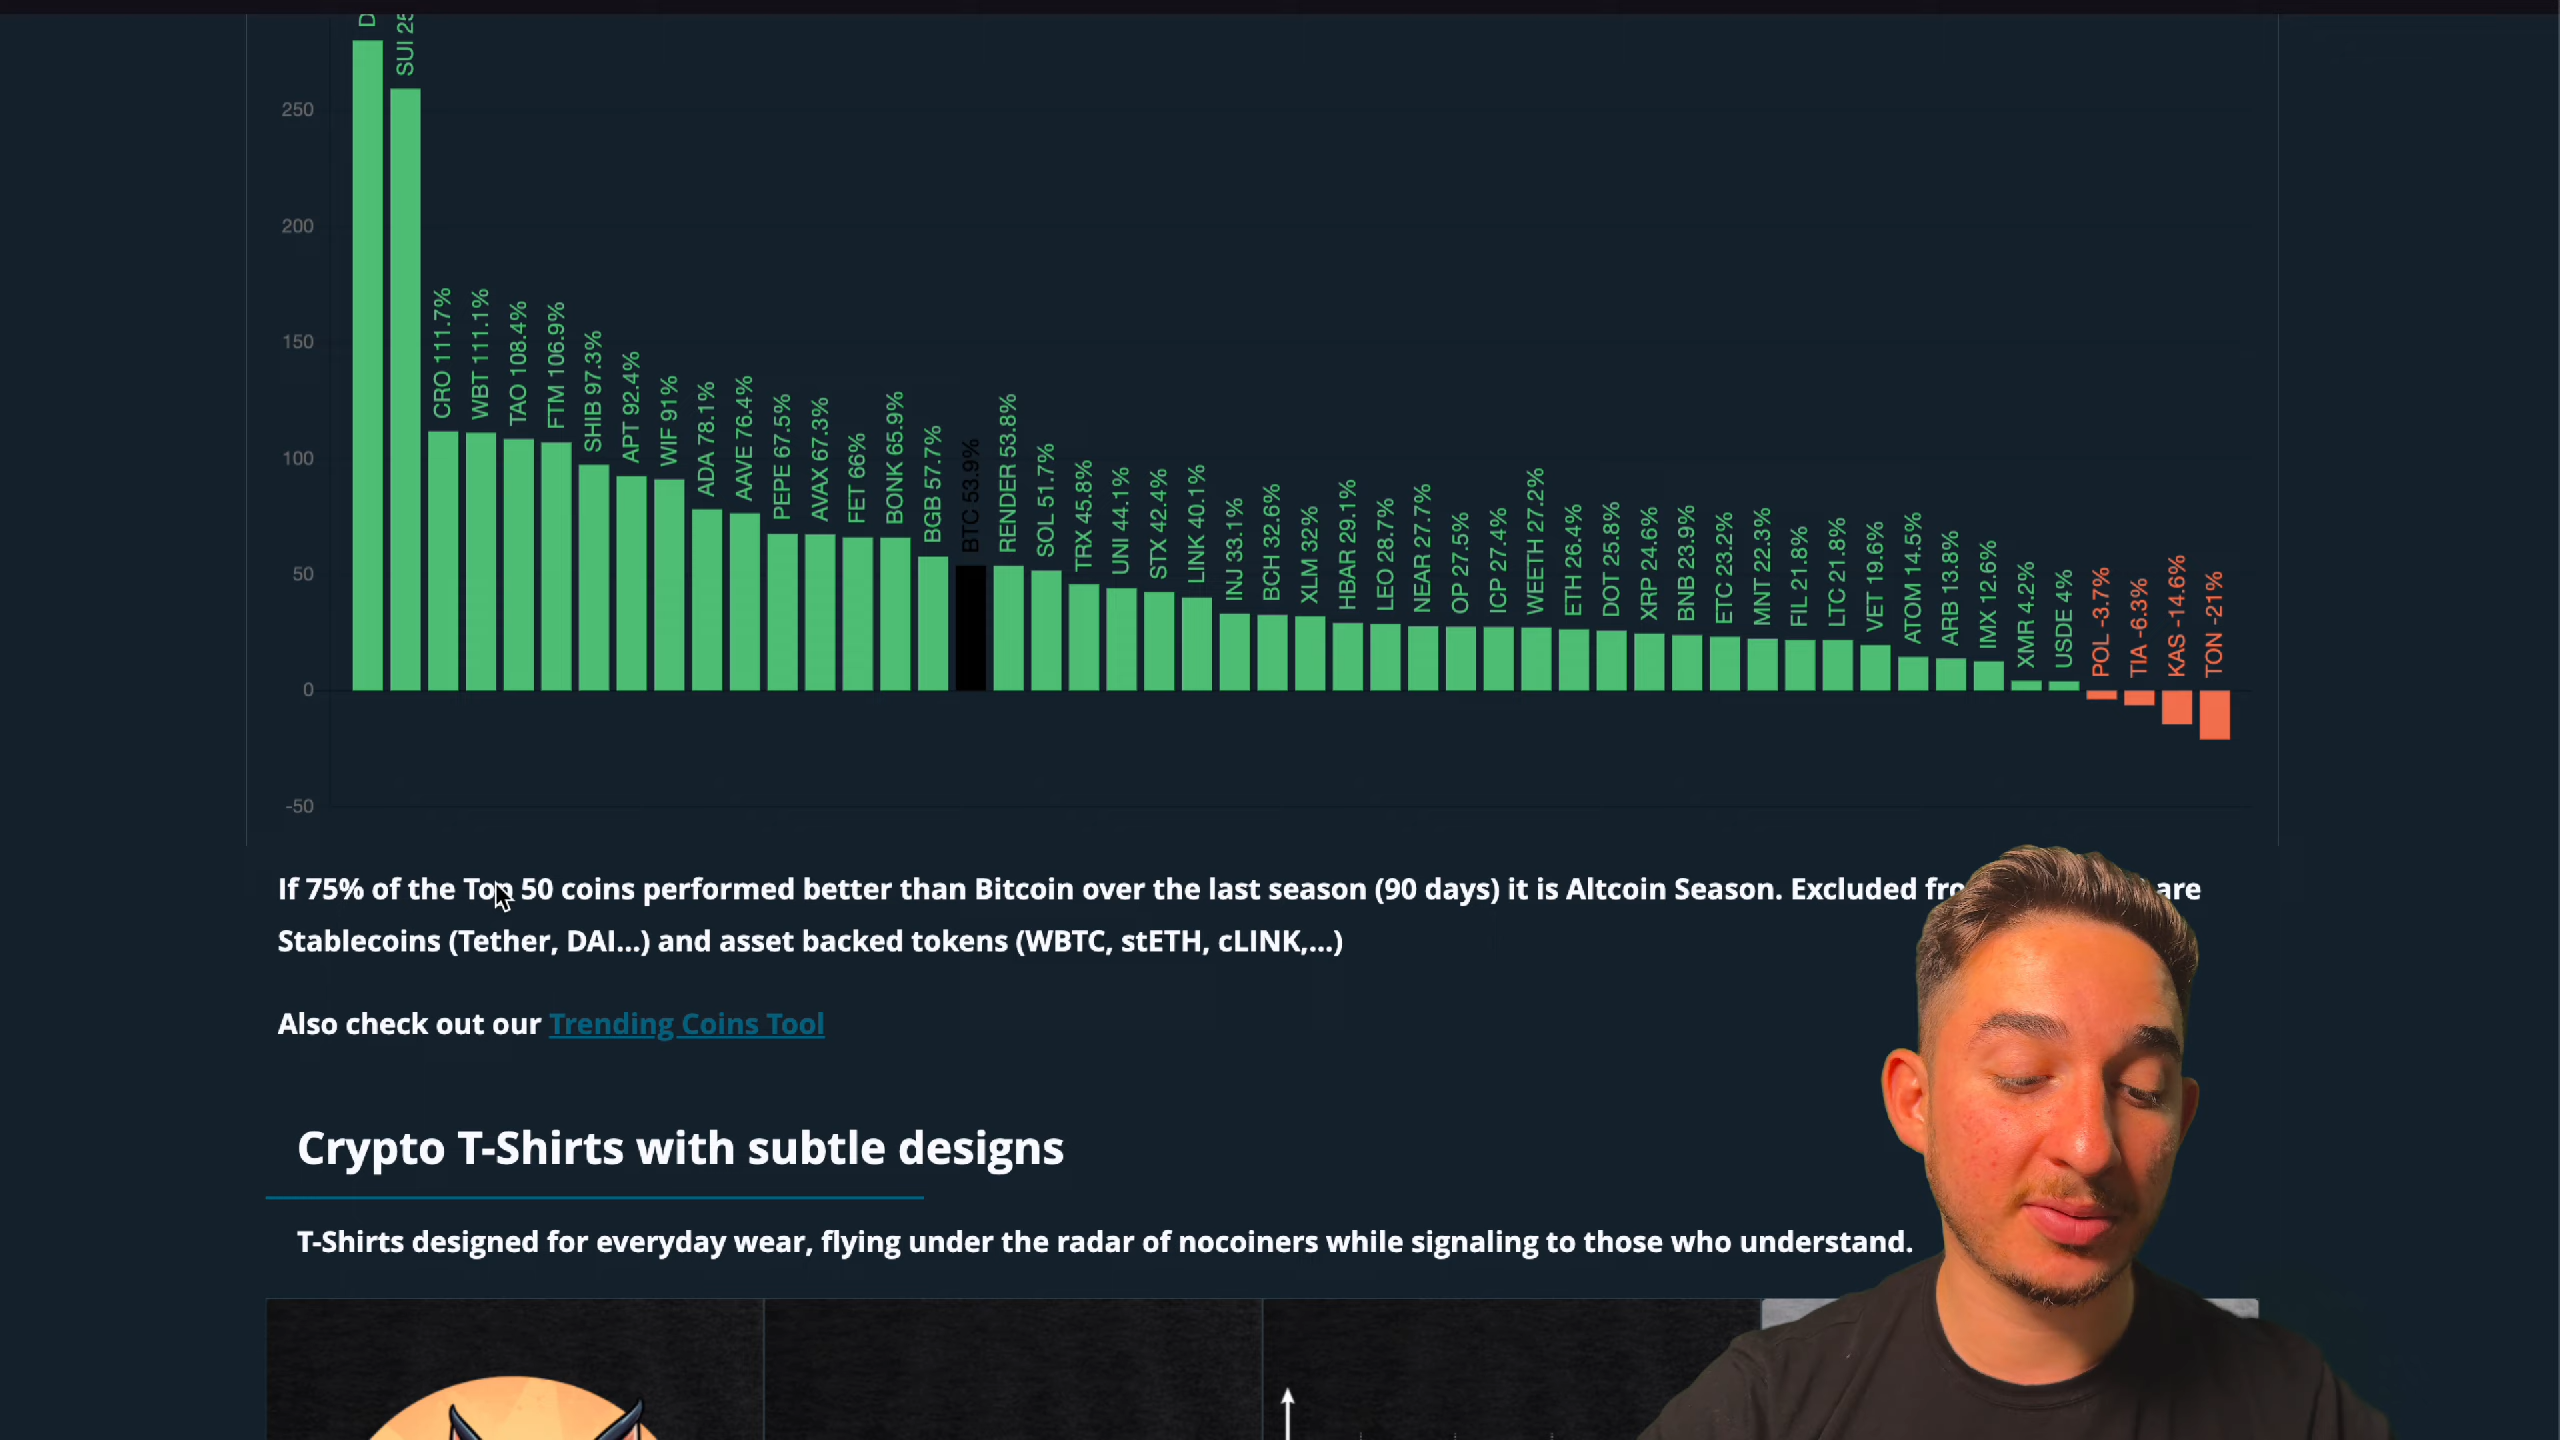 D
SUI 25
250
200
150
100
50
0
-50
CRO 111.7%
WBT 111.1%
TAO 108.4%
FTM 106.9%
SHIB 97.3%
APT 92.4%
WIF 91%
ADA 78.1%
AAVE 76.4%
PEPE 67.5%
AVAX 67.3%
FET 66%
BONK 65.9%
BGB 57.7%
BTC 53.9%
RENDER 53.8%
SOL 51.7%
TRX 45.8%
UNI 44.1%
STX 42.4%
LINK 40.1%
INJ 33.1%
BCH 32.6%
XLM 32%
HBAR 29.1%
LEO 28.7%
NEAR 27.7%
OP 27.5%
ICP 27.4%
WEETH 27.2%
ETH 26.4%
DOT 25.8%
XRP 24.6%
BNB 23.9%
ETC 23.2%
MNT 22.3%
FIL 21.8%
LTC 21.8%
VET 19.6%
ATOM 14.5%
ARB 13.8%
IMX 12.6%
XMR 4.2%
USDE 4%
POL -3.7%
TIA -6.3%
KAS -14.6%
TON -21%
If 75% of the Top 50 coins performed better than Bitcoin over the last season (90 days) it is Altcoin Season. Excluded are
Stablecoins (Tether, DAI...) and asset backed tokens (WBTC, stETH, cLINK,...)
Also check out our Trending Coins Tool
Crypto T-Shirts with subtle designs
T-Shirts designed for everyday wear, flying under the radar of nocoiners while signaling to those who understand.